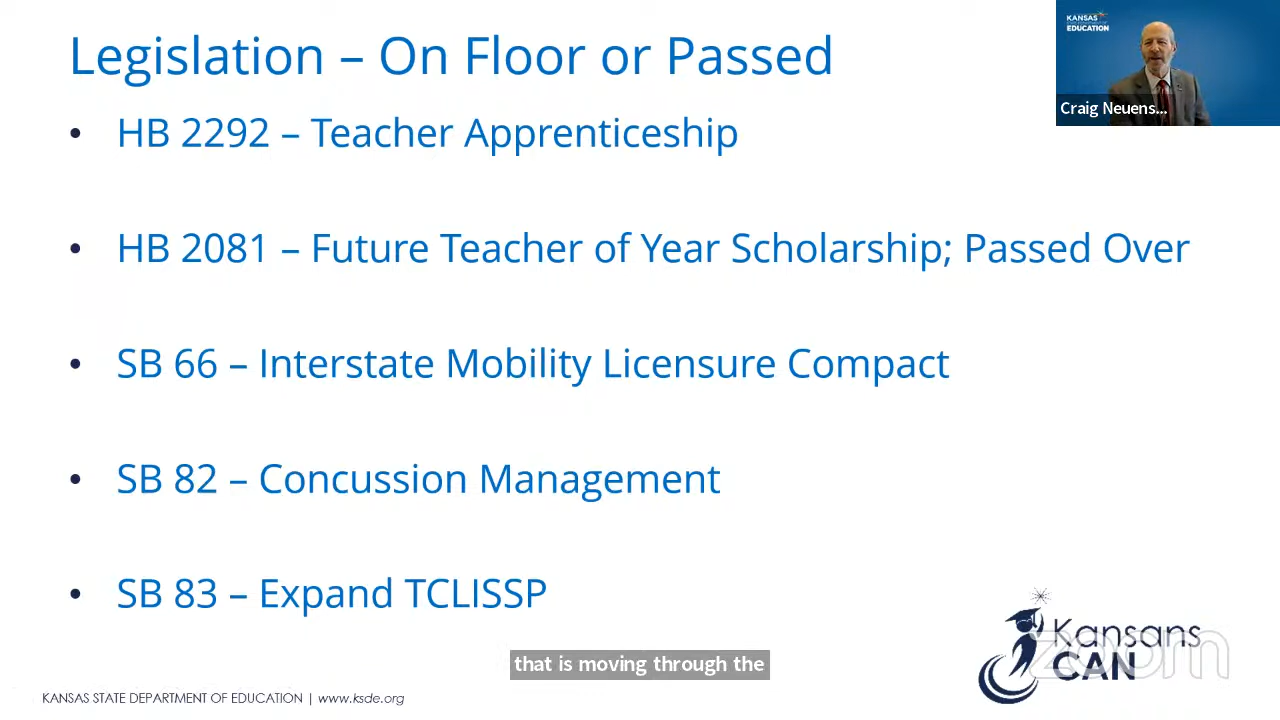 Legislation – On Floor or Passed
KANSAS
EDUCATION
Craig Neuens...
• HB 2292 – Teacher Apprenticeship
• HB 2081 – Future Teacher of Year Scholarship; Passed Over
• SB 66 – Interstate Mobility Licensure Compact
• SB 82 – Concussion Management
• SB 83 – Expand TCLISSP
Kansans
CAN
zoom
that is moving through the
KANSAS STATE DEPARTMENT OF EDUCATION | www.ksde.org